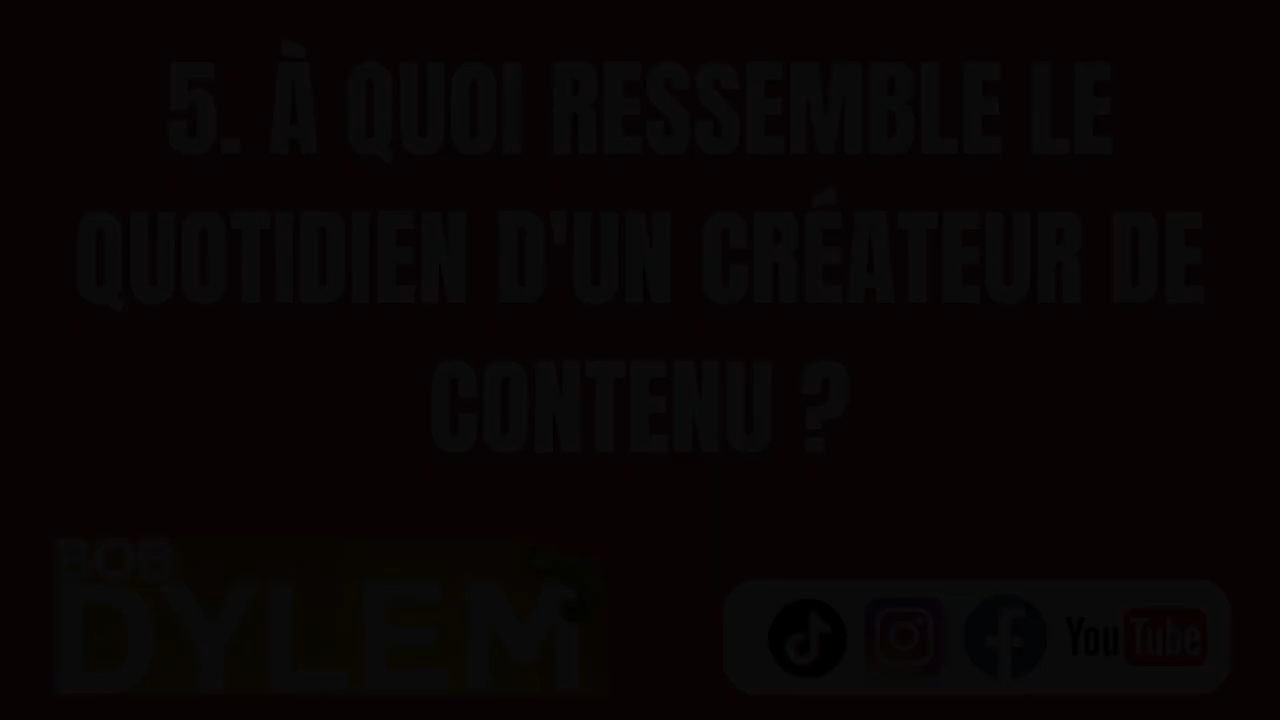 5. À QUOI RESSEMBLE LE
QUOTIDIEN D'UN CRÉATEUR DE
CONTENU ?
BOB
DYLEM
YouTube